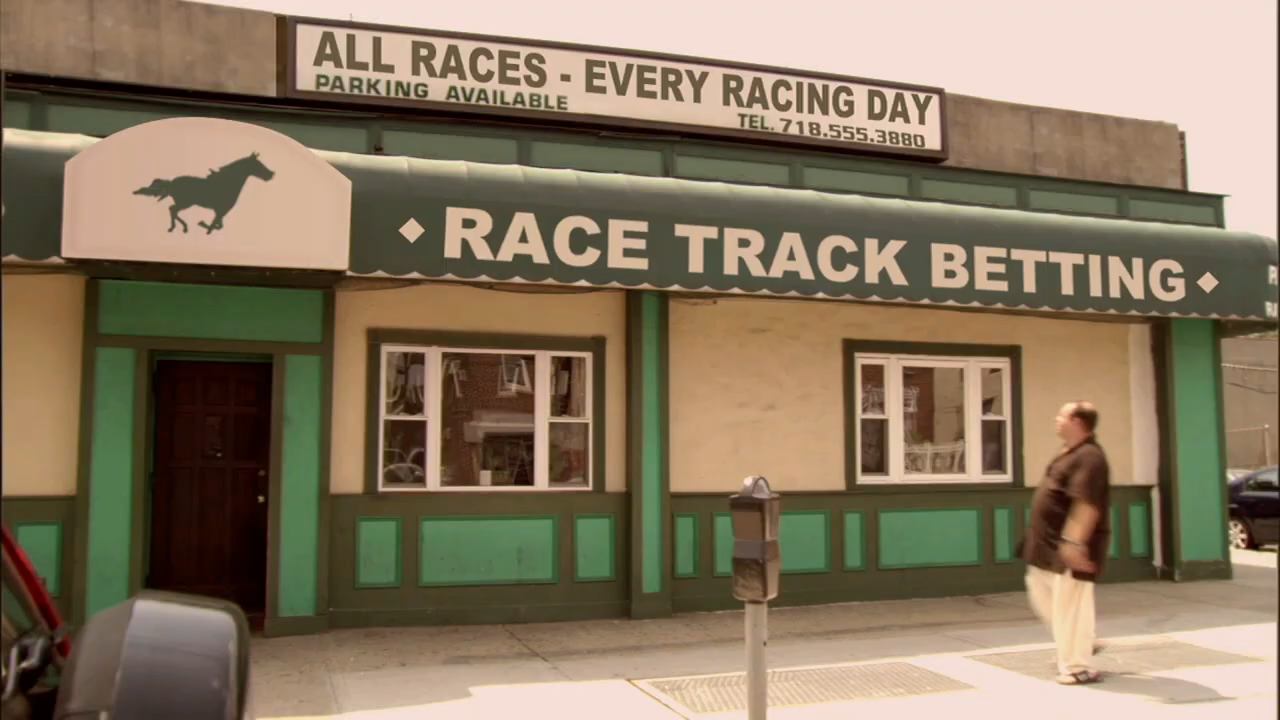 ALL RACES - EVERY RACING DAY
PARKING AVAILABLE
TEL. 718.555.3880
RACE TRACK BETTING